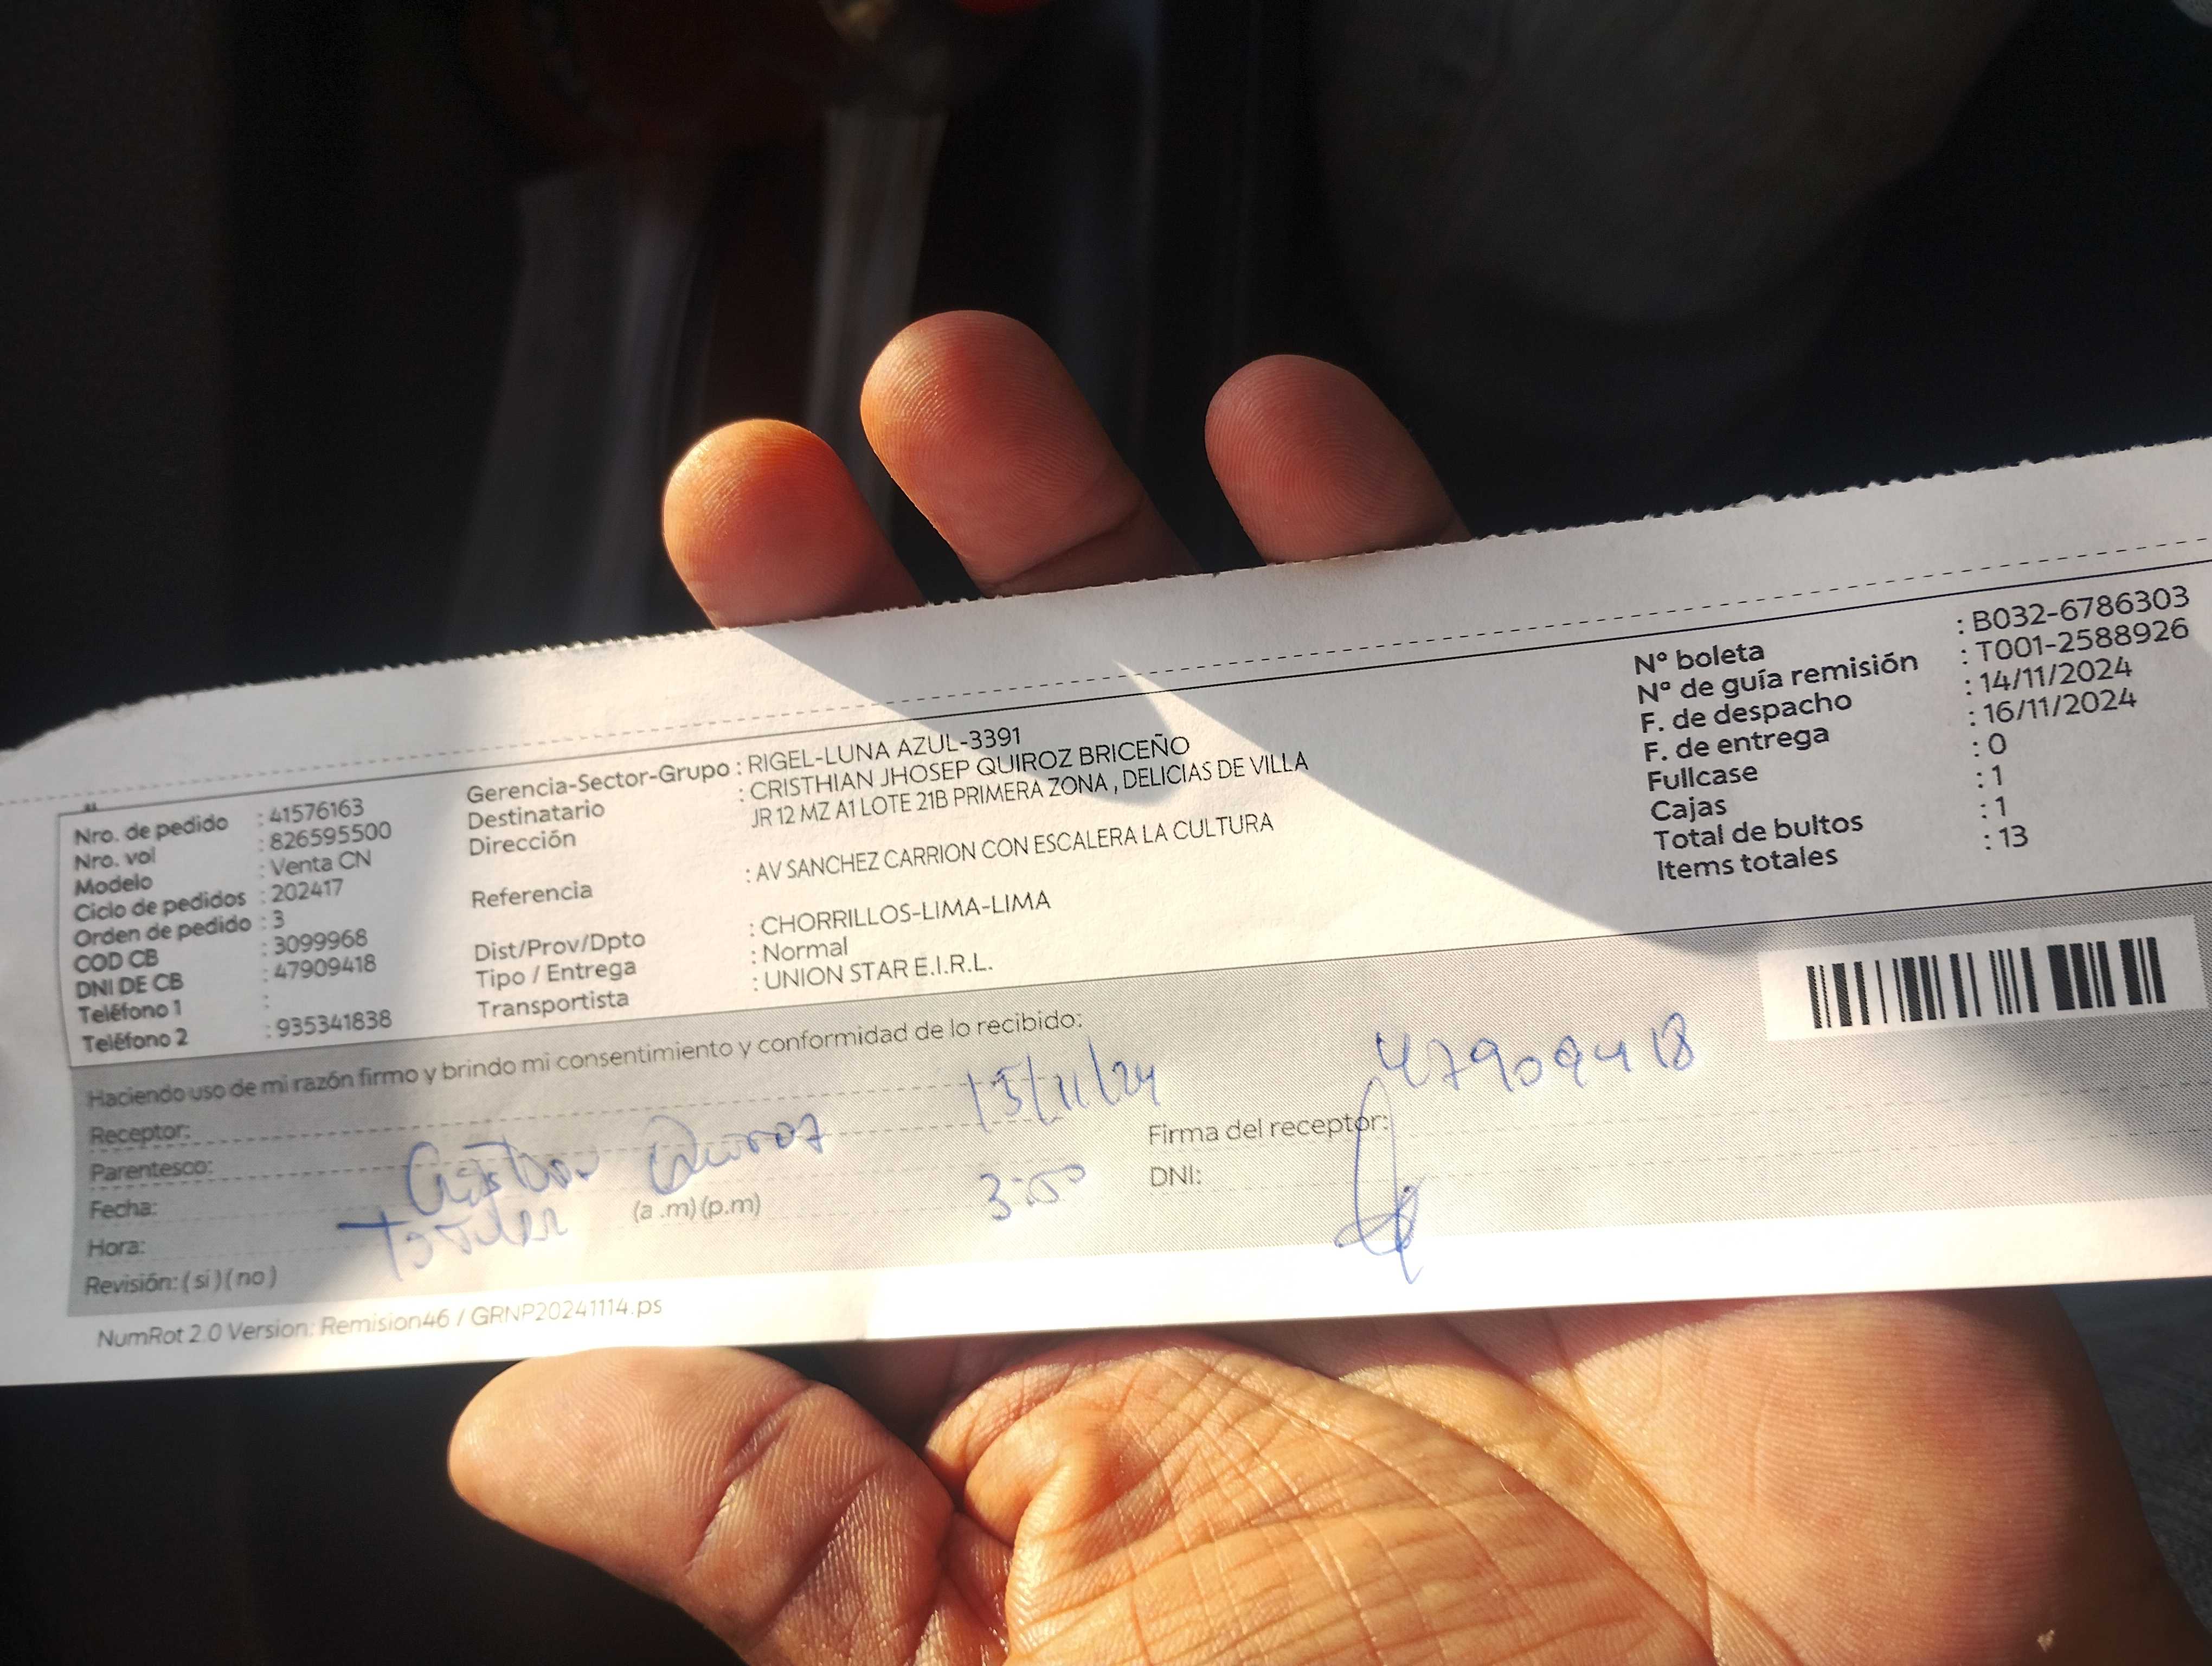 Nro. de pedido : 41576163
Nro. vol : 826595500
Modelo : Venta CN
Ciclo de pedidos : 202417
Orden de pedido : 3
COD CB : 3099968
DNI DE CB : 47909418
Teléfono 1 :
Teléfono 2 : 935341838
Gerencia-Sector-Grupo : RIGEL-LUNA AZUL-3391
Destinatario : CRISTHIAN JHOSEP QUIROZ BRICEÑO
Dirección JR 12 MZ A1 LOTE 21B PRIMERA ZONA , DELICIAS DE VILLA
Referencia : AV SANCHEZ CARRION CON ESCALERA LA CULTURA
Dist/Prov/Dpto : CHORRILLOS-LIMA-LIMA
Tipo / Entrega : Normal
Transportista : UNION STAR E.I.R.L.
Nº boleta : B032-6786303
Nº de guía remisión : T001-2588926
F. de despacho : 14/11/2024
F. de entrega : 16/11/2024
Fullcase : 0
Cajas : 1
Total de bultos : 1
Items totales : 13
Haciendo uso de mi razón firmo y brindo mi consentimiento y conformidad de lo recibido:
Receptor: 15/11/24 47909418
Parentesco: Quiroz Firma del receptor:
Fecha: (a .m) (p.m) 3:50 DNI:
Hora:
Revisión: ( si ) ( no )
NumRot 2.0 Version: Remision46 / GRNP20241114.ps